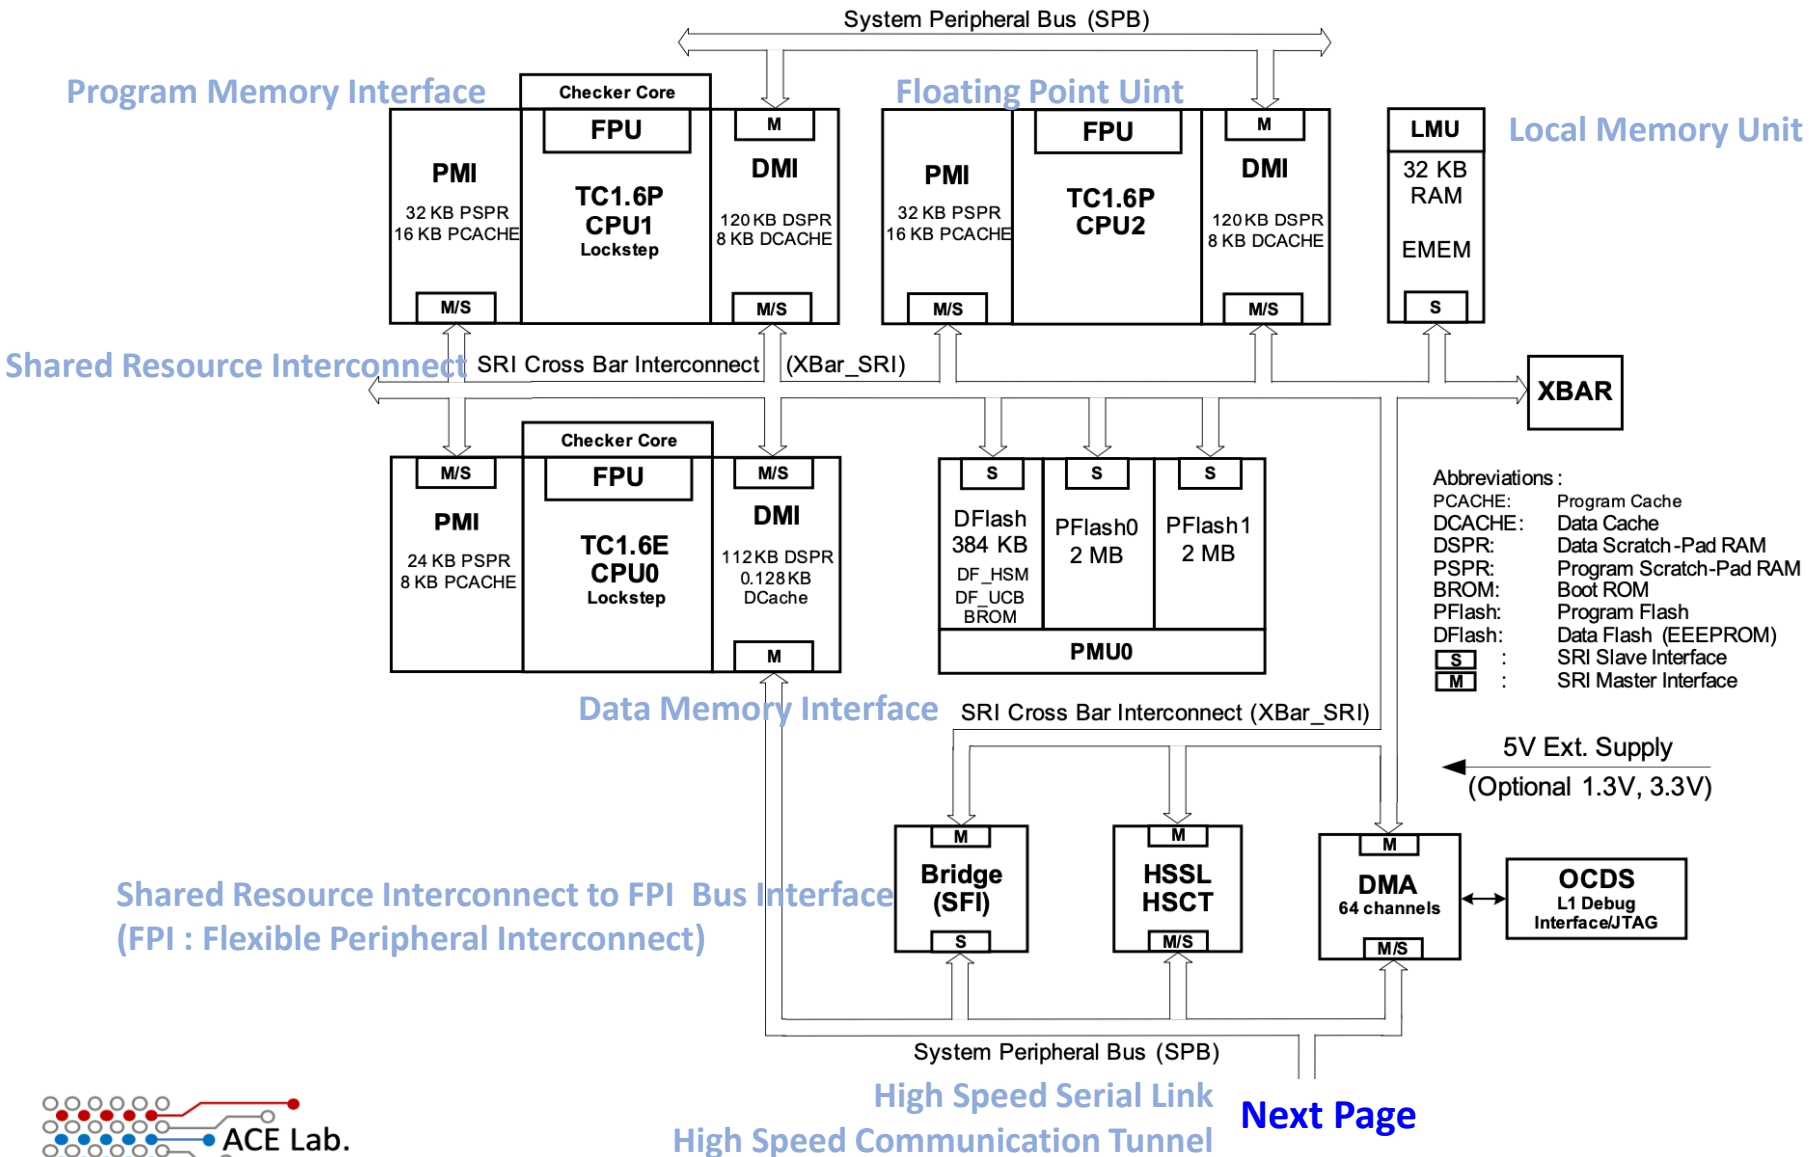 System Peripheral Bus (SPB)
Program Memory Interface
Floating Point Uint
Local Memory Unit
Checker Core
FPU
M
PMI
32 KB PSPR
16 KB PCACHE
TC1.6P
CPU1
Lockstep
DMI
120 KB DSPR
8 KB DCACHE
M/S
M/S
FPU
M
PMI
32 KB PSPR
16 KB PCACHE
TC1.6P
CPU2
DMI
120 KB DSPR
8 KB DCACHE
M/S
M/S
LMU
32 KB
RAM
EMEM
S
Shared Resource Interconnect
SRI Cross Bar Interconnect (XBar_SRI)
XBAR
Checker Core
M/S
FPU
M/S
PMI
24 KB PSPR
8 KB PCACHE
TC1.6E
CPU0
Lockstep
DMI
112 KB DSPR
0.128 KB
DCache
M
S
S
S
DFlash
384 KB
DF_HSM
DF_UCB
BROM
PFlash0
2 MB
PFlash1
2 MB
PMU0
Abbreviations :
PCACHE: Program Cache
DCACHE: Data Cache
DSPR: Data Scratch-Pad RAM
PSPR: Program Scratch-Pad RAM
BROM: Boot ROM
PFlash: Program Flash
DFlash: Data Flash (EEEPROM)
S : SRI Slave Interface
M : SRI Master Interface
Data Memory Interface
SRI Cross Bar Interconnect (XBar_SRI)
5V Ext. Supply
(Optional 1.3V, 3.3V)
M
Bridge
(SFI)
S
M
HSSL
HSCT
M/S
M
DMA
64 channels
M/S
OCDS
L1 Debug
Interface/JTAG
Shared Resource Interconnect to FPI Bus Interface
(FPI : Flexible Peripheral Interconnect)
System Peripheral Bus (SPB)
High Speed Serial Link
High Speed Communication Tunnel
Next Page
ACE Lab.